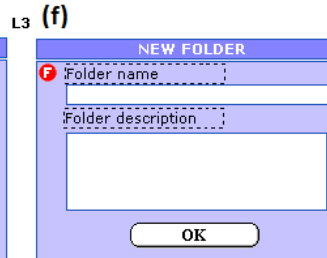 L3 (f)
NEW FOLDER
F Folder name
Folder description
OK